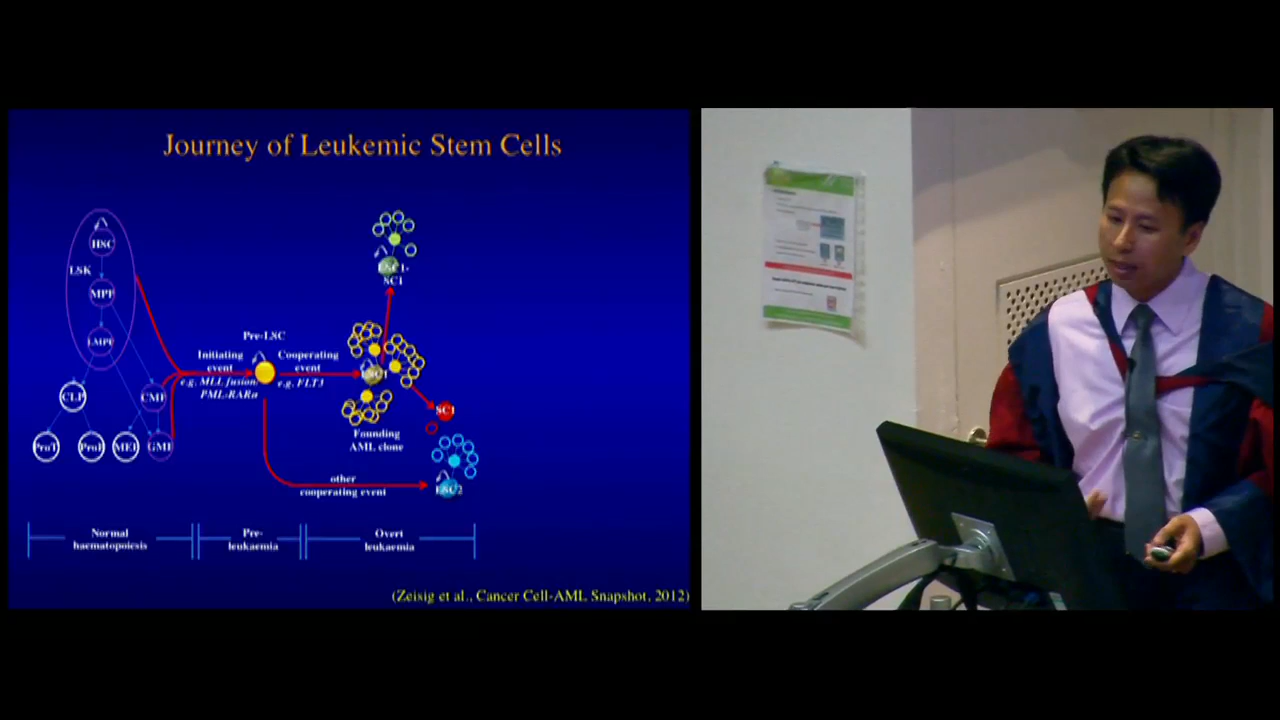 Journey of Leukemic Stem Cells
HSC
LSK
MPP
LMPP
CLP
CMP
ProT
MEP
GMP
Initiating
event
e.g. MLL fusion
PML-RARα
Pre-LSC
Cooperating
event
e.g. FLT3
LSC1
LSC1-
SC1
SC1
Founding
AML clone
other
cooperating event
LSC2
Normal
haematopoiesis
Pre-
leukaemia
Overt
leukaemia
(Zeisig et al., Cancer Cell-AML Snapshot, 2012)